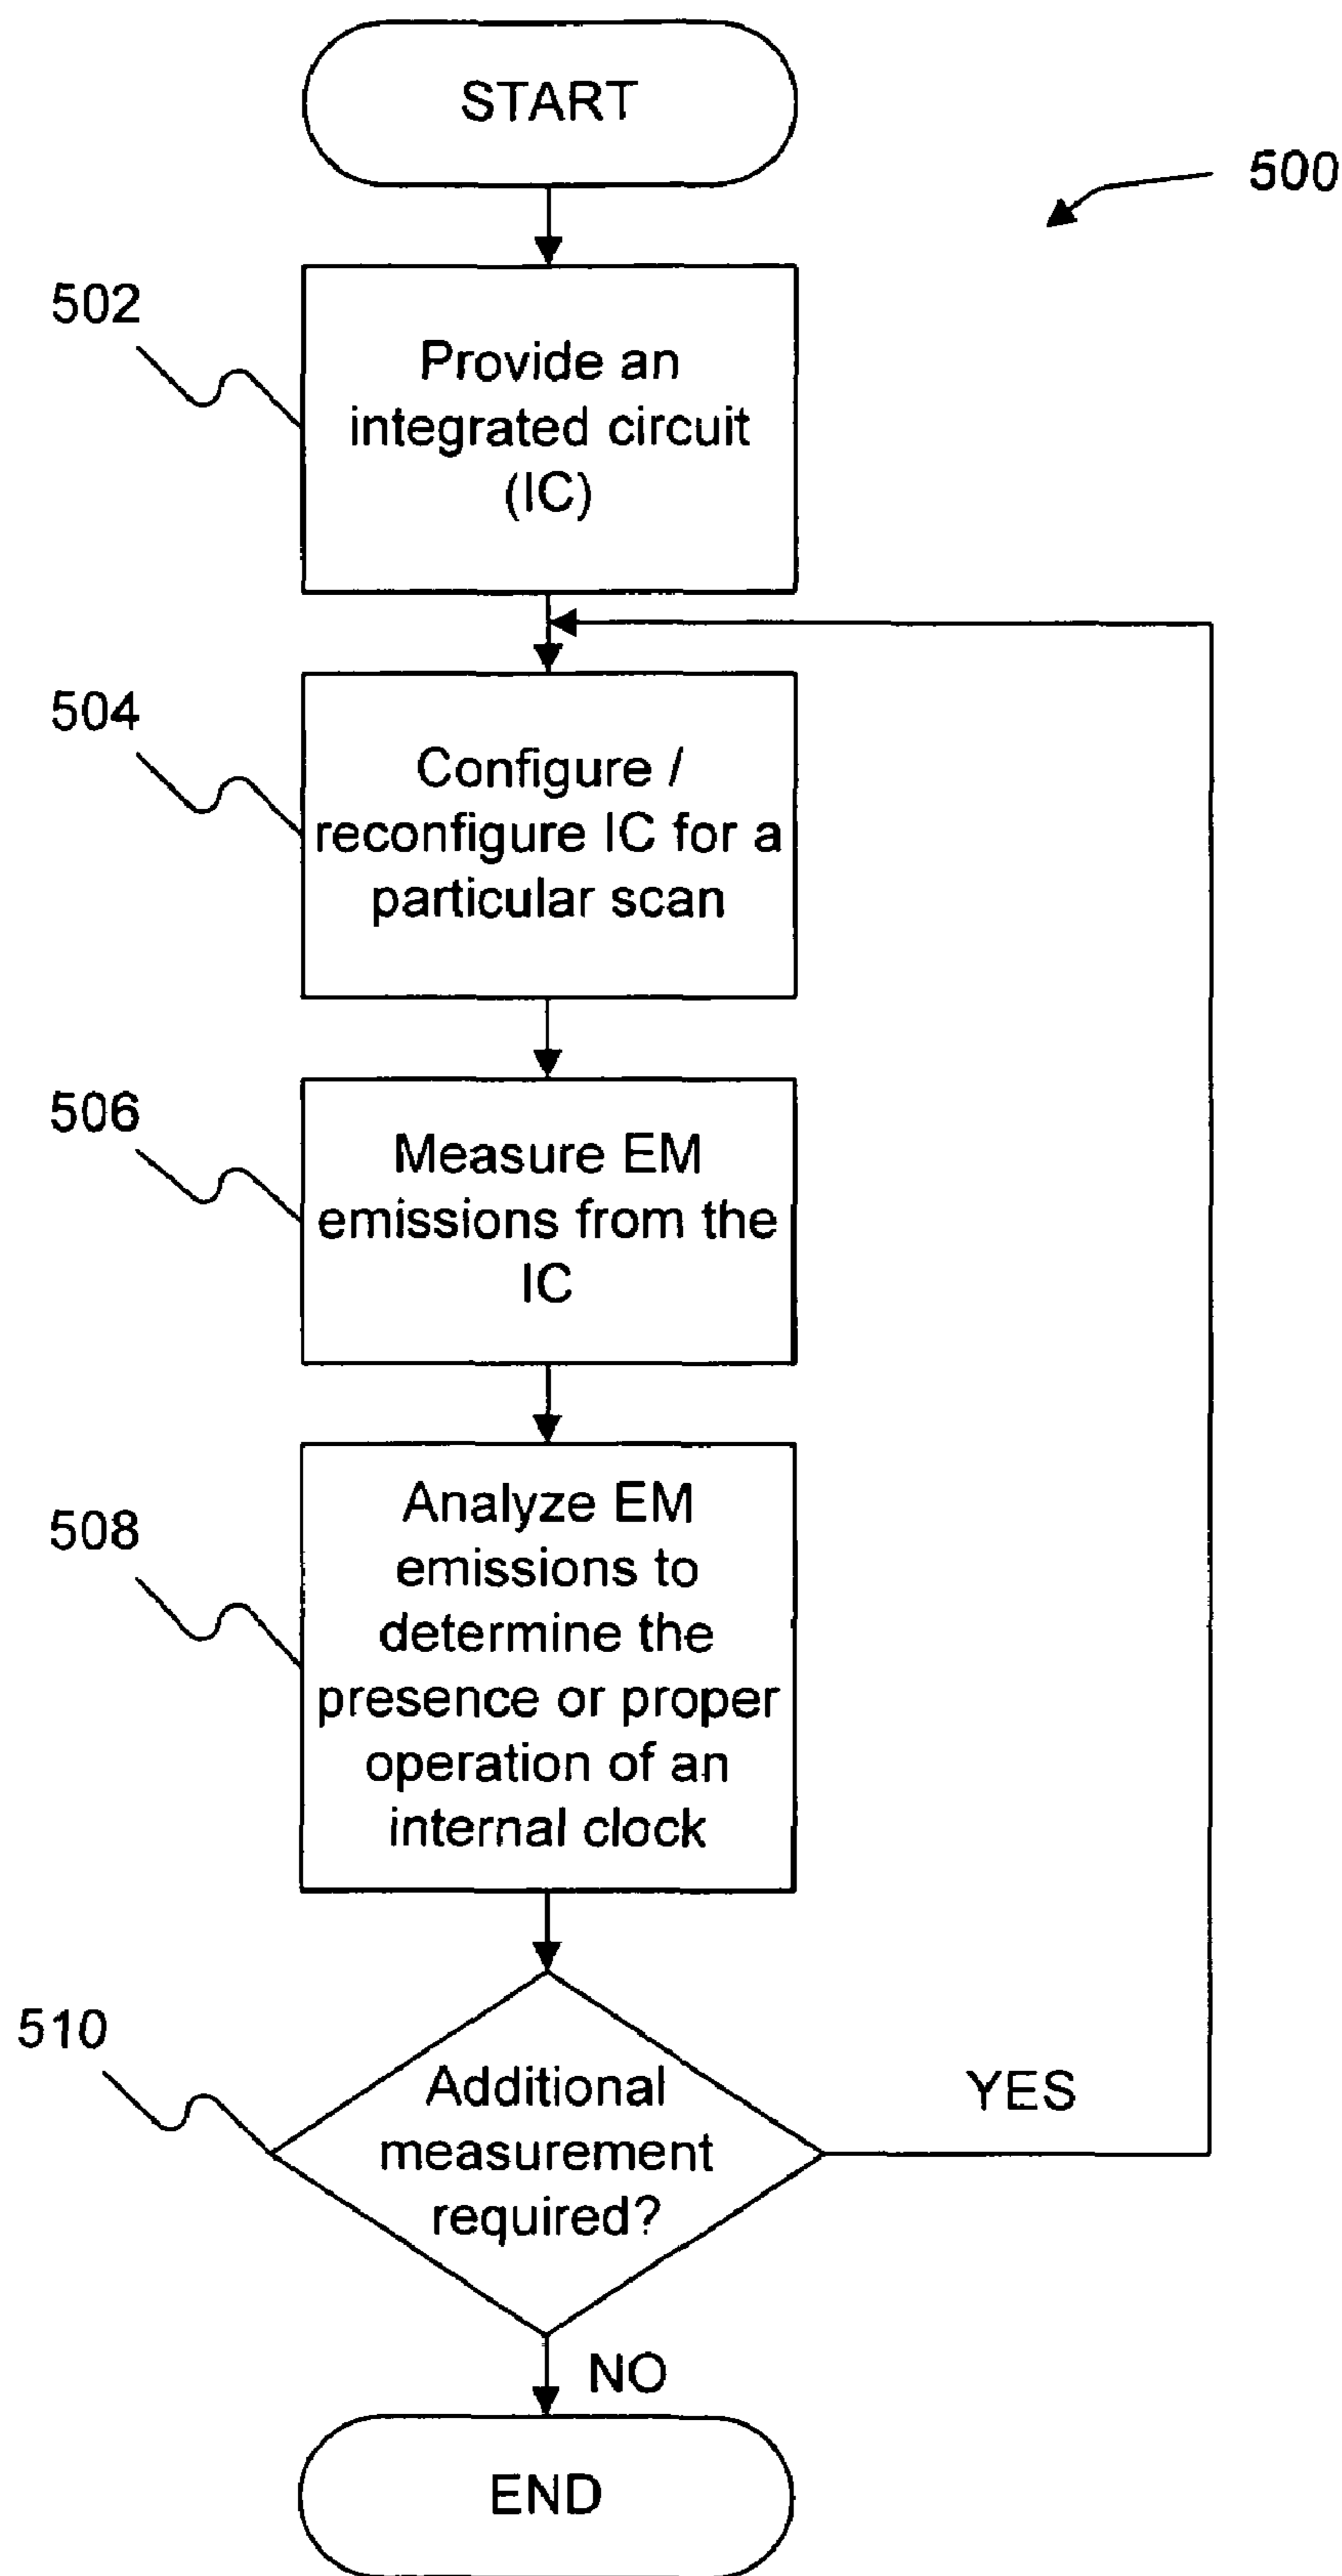 START
500
502
Provide an
integrated circuit
(IC)
504
Configure /
reconfigure IC for a
particular scan
506
Measure EM
emissions from the
IC
508
Analyze EM
emissions to
determine the
presence or proper
operation of an
internal clock
510
Additional
measurement
required?
YES
NO
END